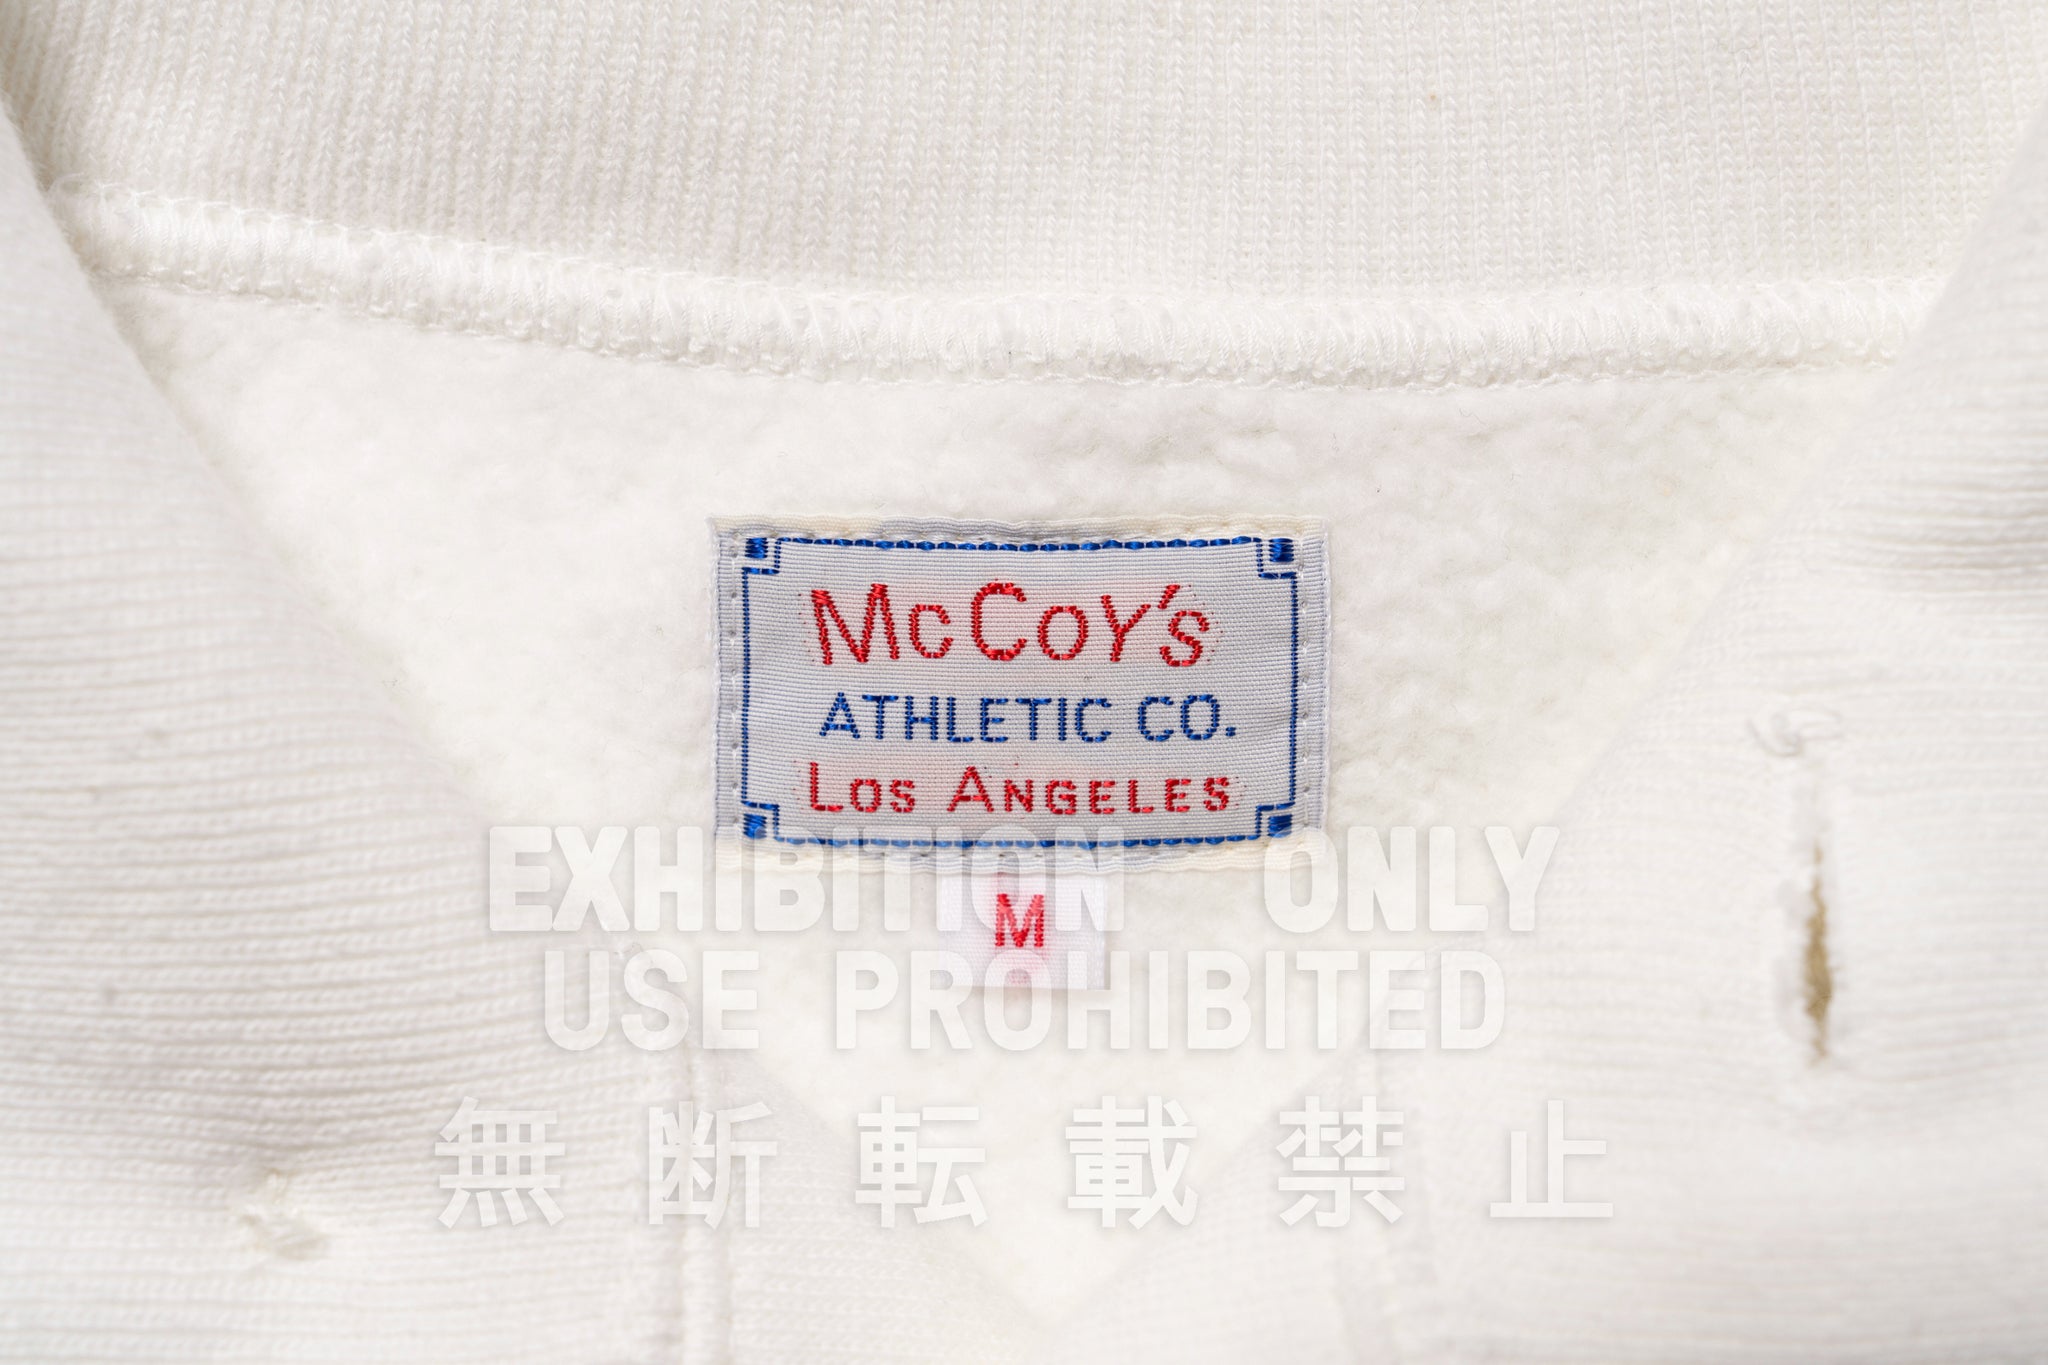 McCoy's
ATHLETIC CO.
Los Angeles
M
EXHIBITION ONLY
USE PROHIBITED
無断転載禁止